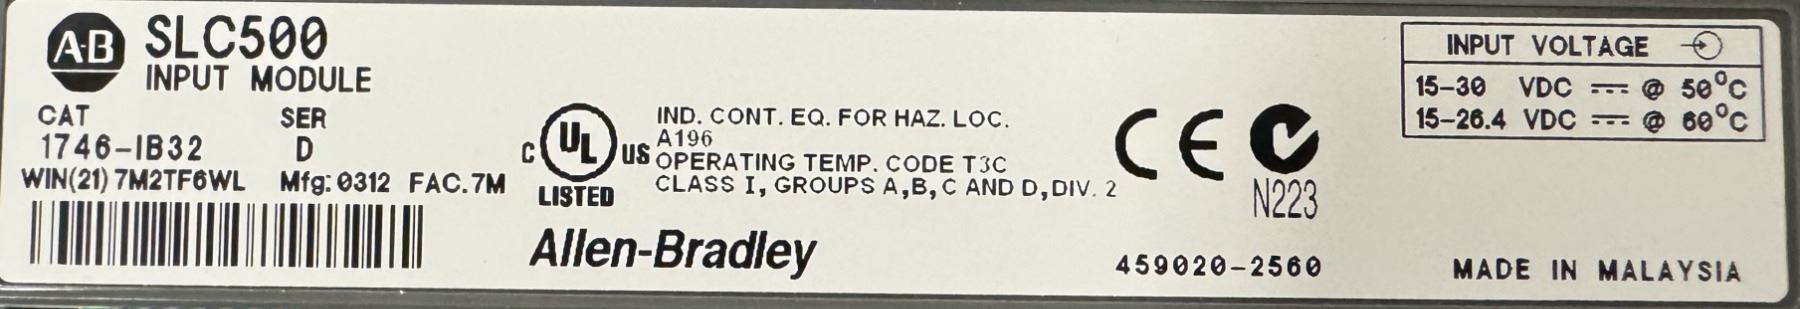 A-B SLC500
INPUT MODULE
CAT SER
1746-IB32 D
WIN(21) 7M2TF6WL Mfg: 0312 FAC. 7M
C UL US
LISTED
IND. CONT. EQ. FOR HAZ. LOC.
A196
OPERATING TEMP. CODE T3C
CLASS I, GROUPS A,B, C AND D, DIV. 2
Allen-Bradley
CE
N223
459020-2560
INPUT VOLTAGE
15-30 VDC @ 50°C
15-26.4 VDC @ 60°C
MADE IN MALAYSIA